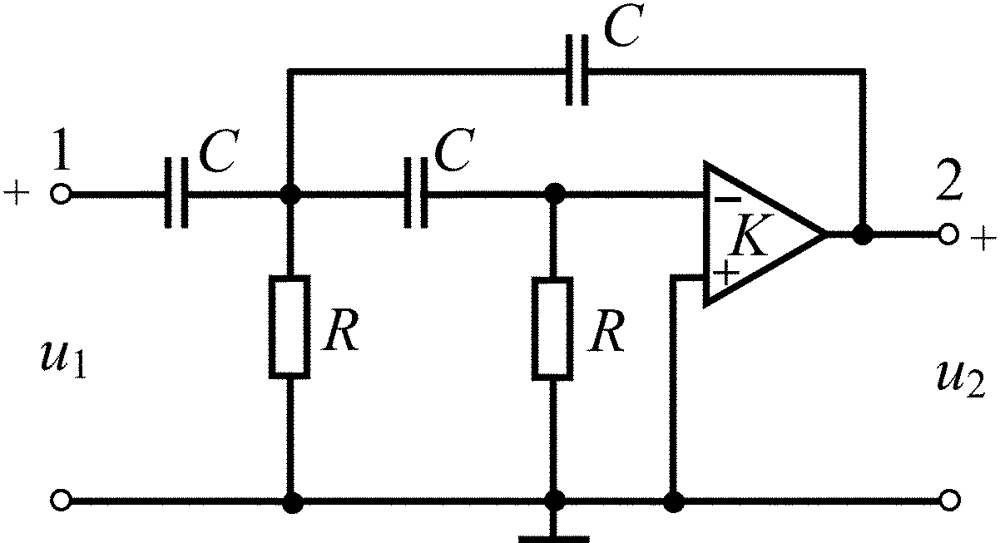 C
1 C C 2
+ − K +
+
R R
u1 u2